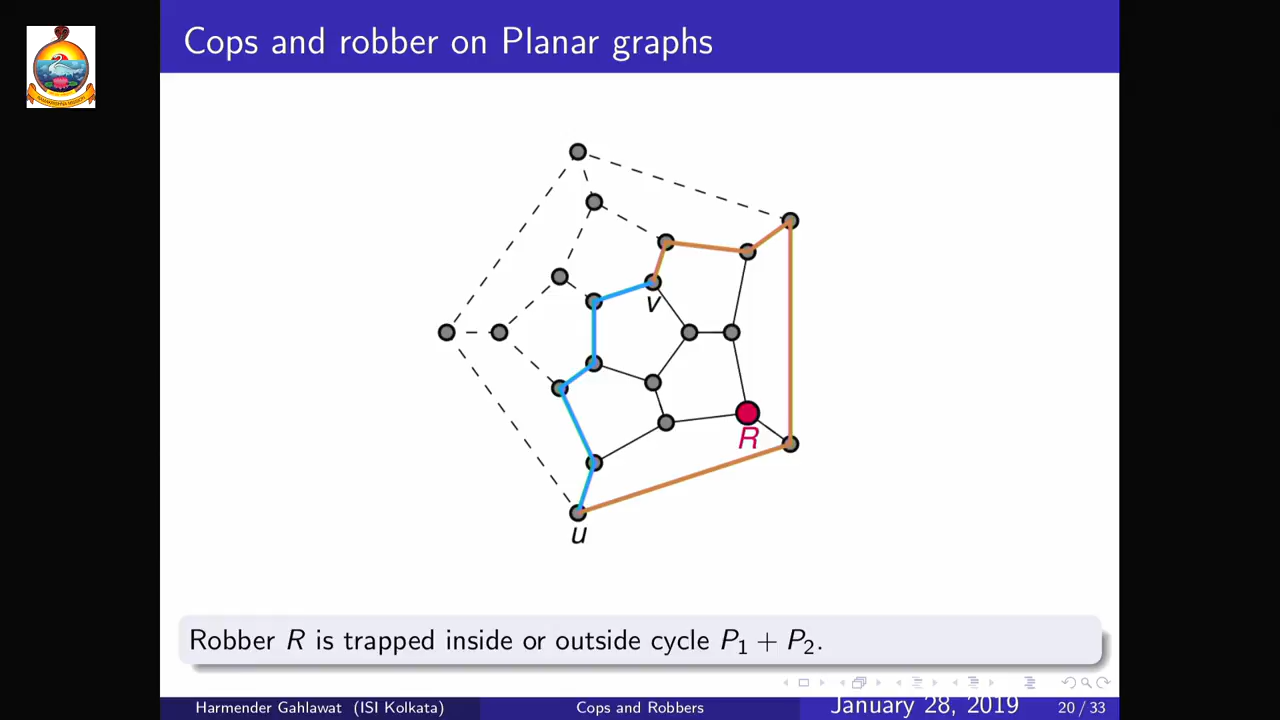 Cops and robber on Planar graphs
v
R
u
Robber R is trapped inside or outside cycle P₁ + P₂.
Harmender Gahlawat (ISI Kolkata) Cops and Robbers January 28, 2019 20 / 33